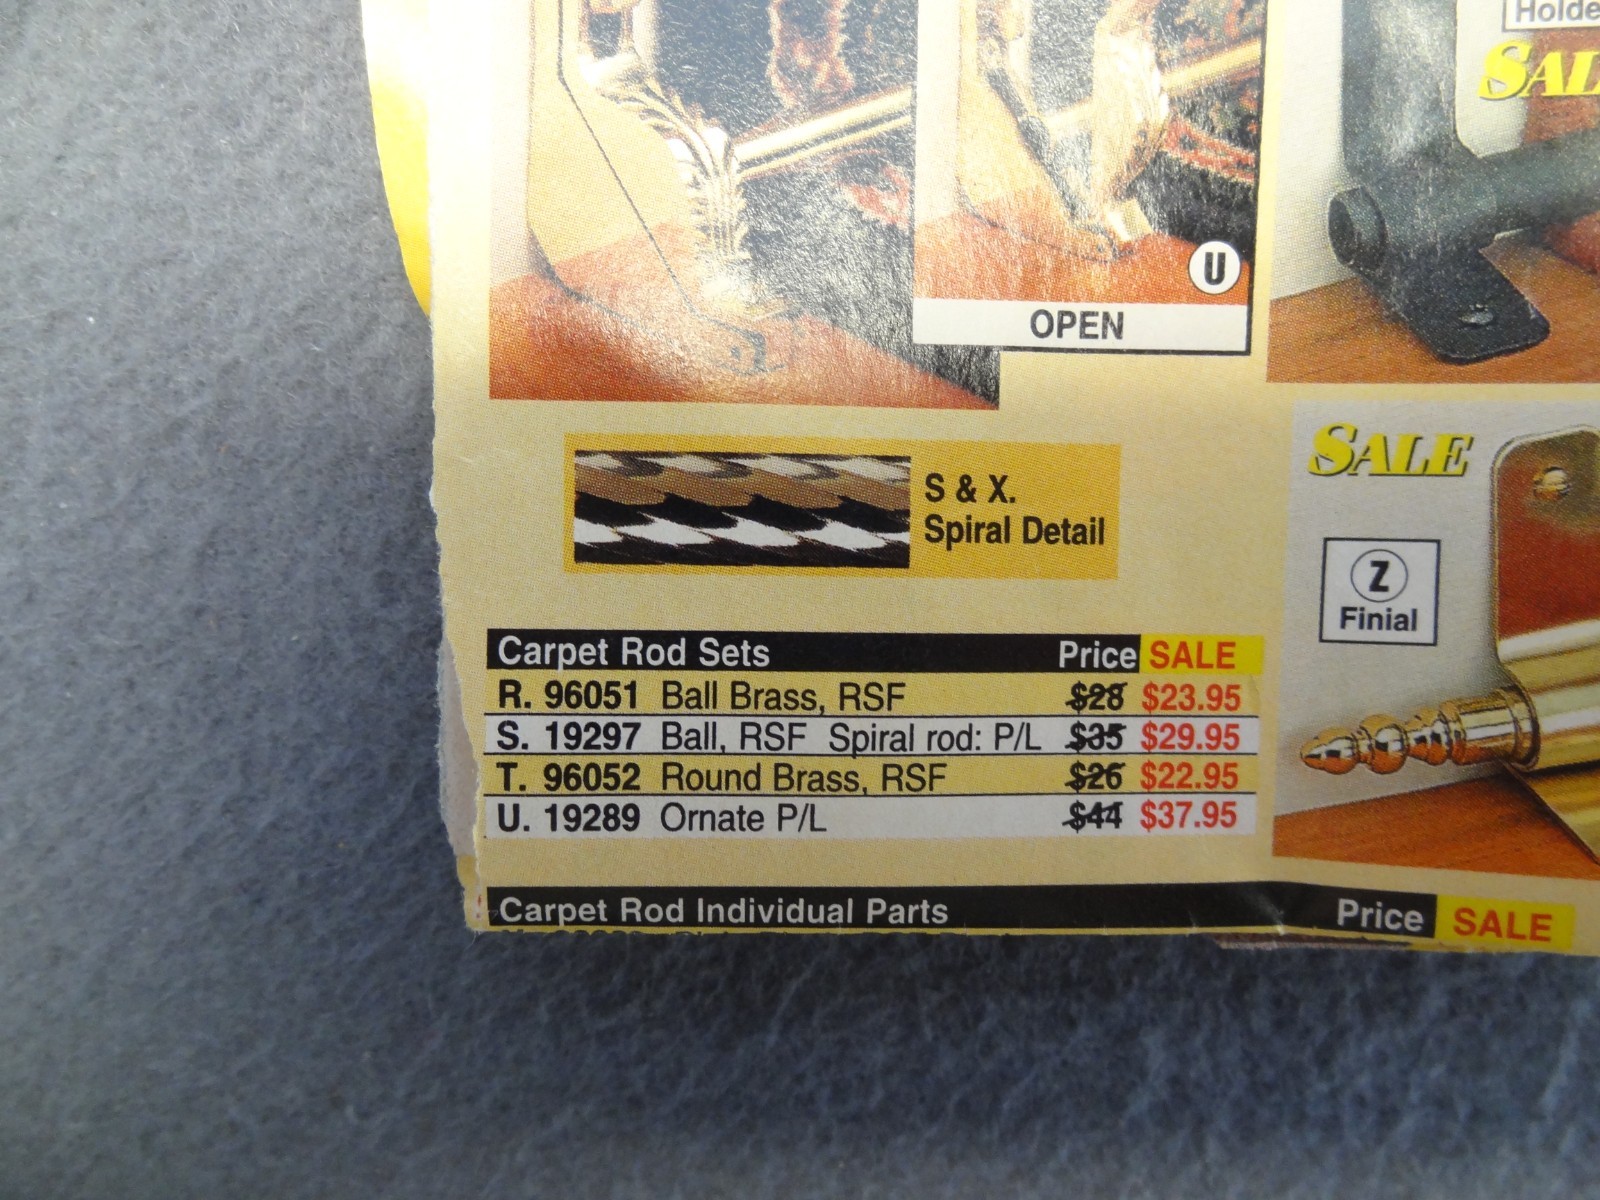 Holde
SAL
U
OPEN
SALE
S & X.
Spiral Detail
Z
Finial
Carpet Rod Sets Price SALE
R. 96051 Ball Brass, RSF $28 $23.95
S. 19297 Ball, RSF Spiral rod: P/L $35 $29.95
T. 96052 Round Brass, RSF $26 $22.95
U. 19289 Ornate P/L $44 $37.95
Carpet Rod Individual Parts Price SALE